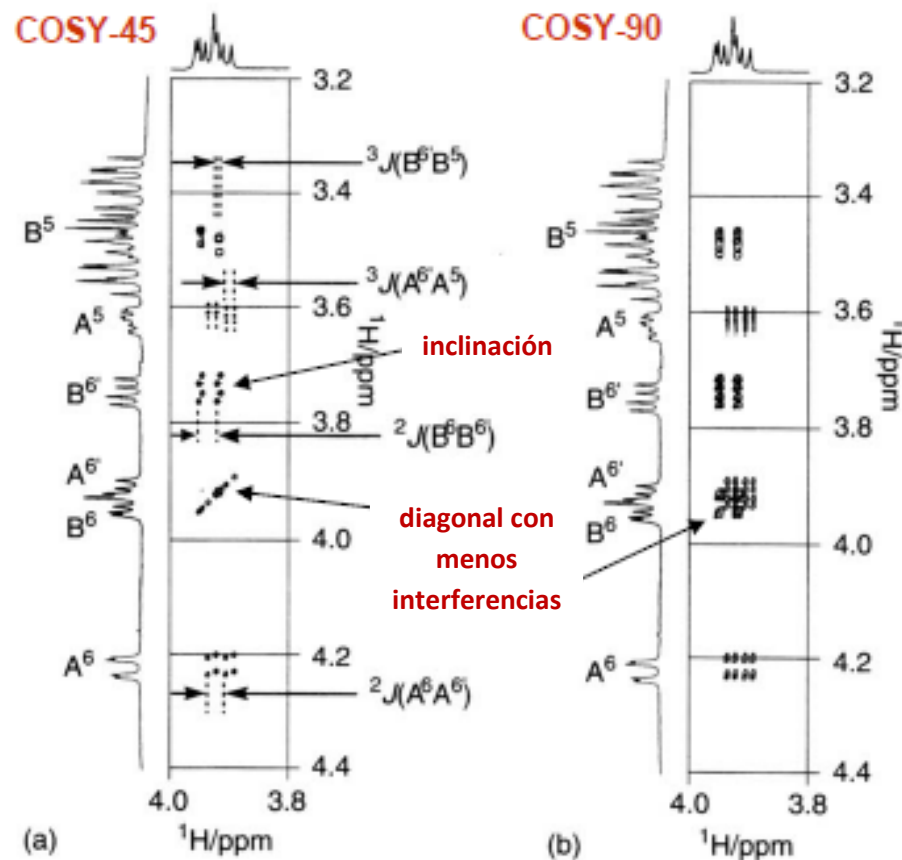 COSY-45
3.2
3.4
3.6
3.8
4.0
4.2
4.4
¹H/ppm
B⁵
A⁵
B⁶'
A⁶'
B⁶
A⁶
³J(B⁶'B⁵)
³J(A⁶'A⁵)
inclinación
²J(B⁶B⁶')
diagonal con
menos
interferencias
²J(A⁶A⁶')
4.0 3.8
(a) ¹H/ppm
COSY-90
3.2
3.4
3.6
3.8
4.0
4.2
4.4
¹H/ppm
B⁵
A⁵
B⁶'
A⁶'
B⁶
A⁶
4.0 3.8
(b) ¹H/ppm